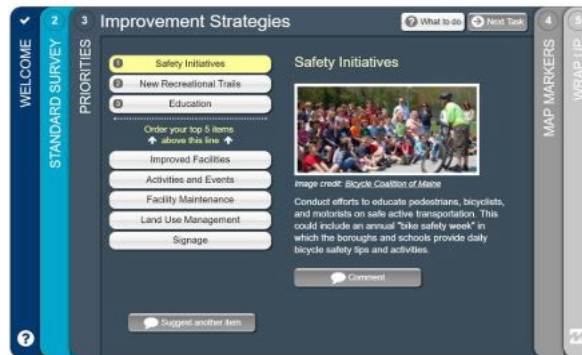 WELCOME
2
STANDARD SURVEY
3
PRIORITIES
Improvement Strategies
? What to do
Next Task
1 Safety Initiatives
2 New Recreational Trails
3 Education
Order your top 5 items
above this line
Improved Facilities
Activities and Events
Facility Maintenance
Land Use Management
Signage
Suggest another item
Safety Initiatives
Image credit: Bicycle Coalition of Maine
Conduct efforts to educate pedestrians, bicyclists,
and motorists on safe active transportation. This
could include an annual "bike safety week" in
which the boroughs and schools provide daily
bicycle safety tips and activities.
Comment
4
MAP MARKERS
5
WRAP UP
?